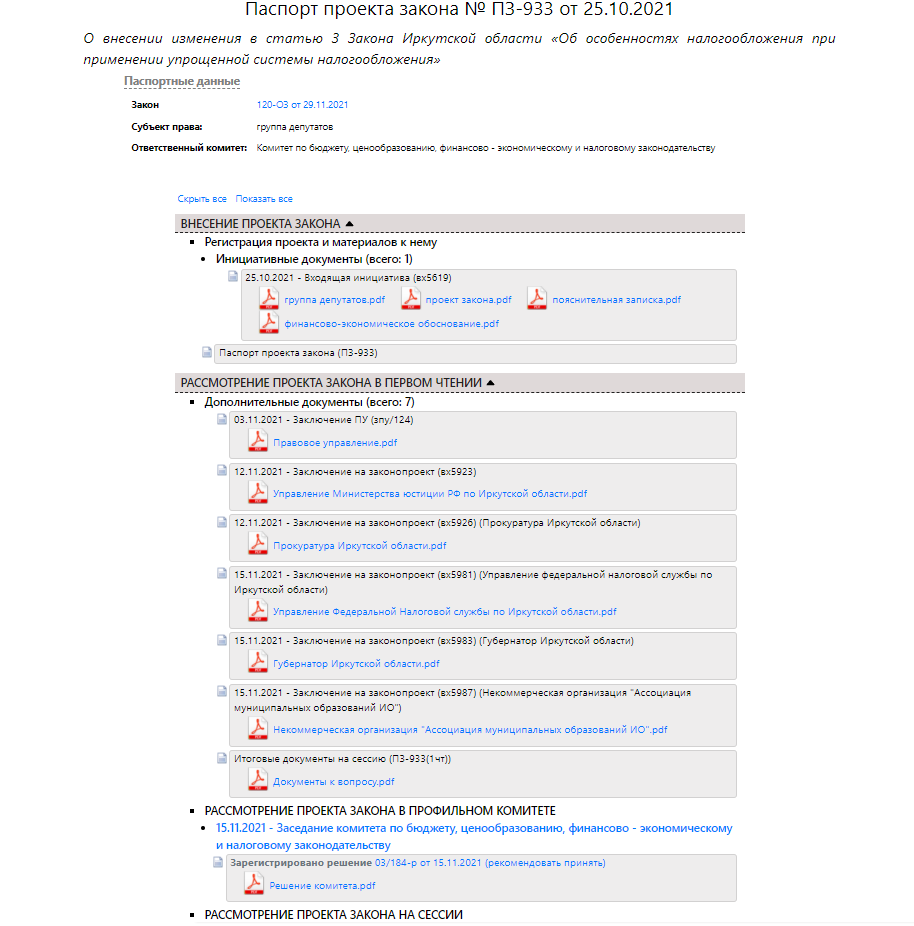 Паспорт проекта закона № ПЗ-933 от 25.10.2021
О внесении изменения в статью 3 Закона Иркутской области «Об особенностях налогообложения при
применении упрощенной системы налогообложения»
Паспортные данные
Закон 120-ОЗ от 29.11.2021
Субъект права: группа депутатов
Ответственный комитет: Комитет по бюджету, ценообразованию, финансово - экономическому и налоговому законодательству
Скрыть все Показать все
ВНЕСЕНИЕ ПРОЕКТА ЗАКОНА
Регистрация проекта и материалов к нему
Инициативные документы (всего: 1)
25.10.2021 - Входящая инициатива (вх5619)
группа депутатов.pdf проект закона.pdf пояснительная записка.pdf
финансово-экономическое обоснование.pdf
Паспорт проекта закона (ПЗ-933)
РАССМОТРЕНИЕ ПРОЕКТА ЗАКОНА В ПЕРВОМ ЧТЕНИИ
Дополнительные документы (всего: 7)
03.11.2021 - Заключение ПУ (зпу/124)
Правовое управление.pdf
12.11.2021 - Заключение на законопроект (вх5923)
Управление Министерства юстиции РФ по Иркутской области.pdf
12.11.2021 - Заключение на законопроект (вх5926) (Прокуратура Иркутской области)
Прокуратура Иркутской области.pdf
15.11.2021 - Заключение на законопроект (вх5981) (Управление федеральной налоговой службы по
Иркутской области)
Управление Федеральной Налоговой службы по Иркутской области.pdf
15.11.2021 - Заключение на законопроект (вх5983) (Губернатор Иркутской области)
Губернатор Иркутской области.pdf
15.11.2021 - Заключение на законопроект (вх5987) (Некоммерческая организация "Ассоциация
муниципальных образований ИО")
Некоммерческая организация "Ассоциация муниципальных образований ИО".pdf
Итоговые документы на сессию (ПЗ-933(1чт))
Документы к вопросу.pdf
РАССМОТРЕНИЕ ПРОЕКТА ЗАКОНА В ПРОФИЛЬНОМ КОМИТЕТЕ
15.11.2021 - Заседание комитета по бюджету, ценообразованию, финансово - экономическому
и налоговому законодательству
Зарегистрировано решение 03/184-р от 15.11.2021 (рекомендовать принять)
Решение комитета.pdf
РАССМОТРЕНИЕ ПРОЕКТА ЗАКОНА НА СЕССИИ